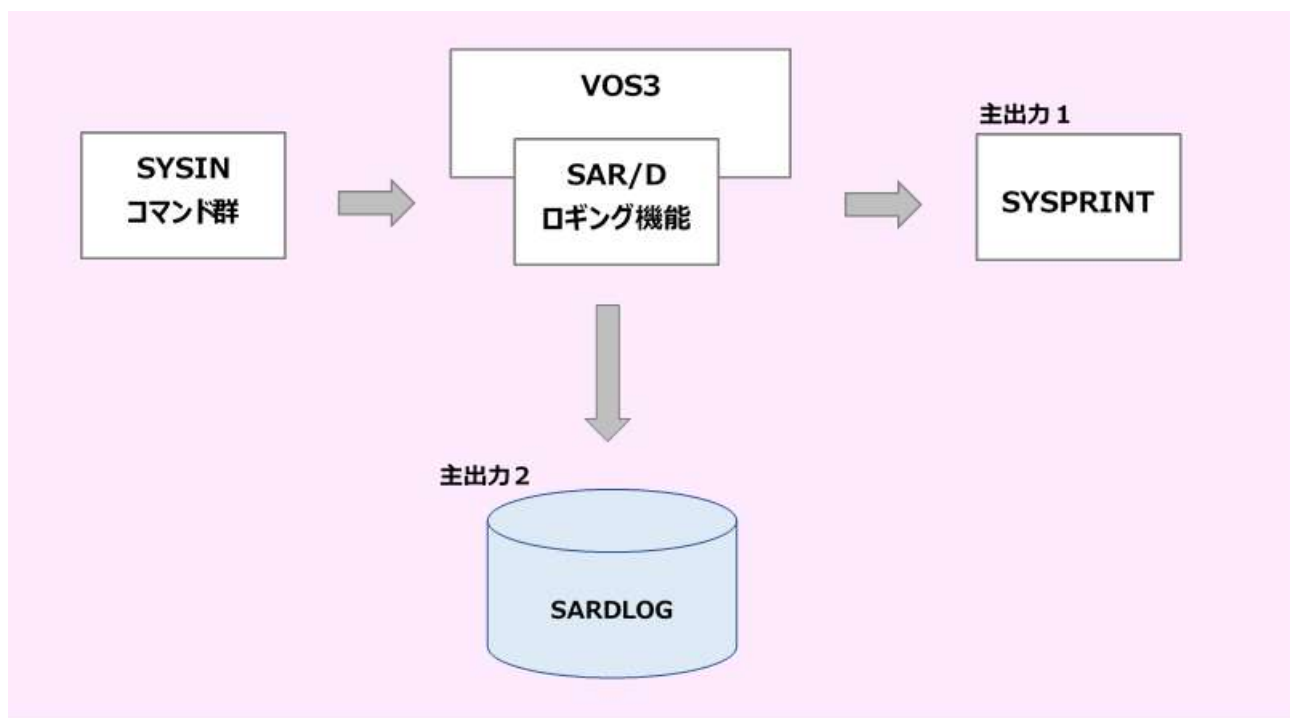 VOS3
主出力1
SYSIN
コマンド群
SAR/D
ロギング機能
SYSPRINT
主出力2
SARDLOG